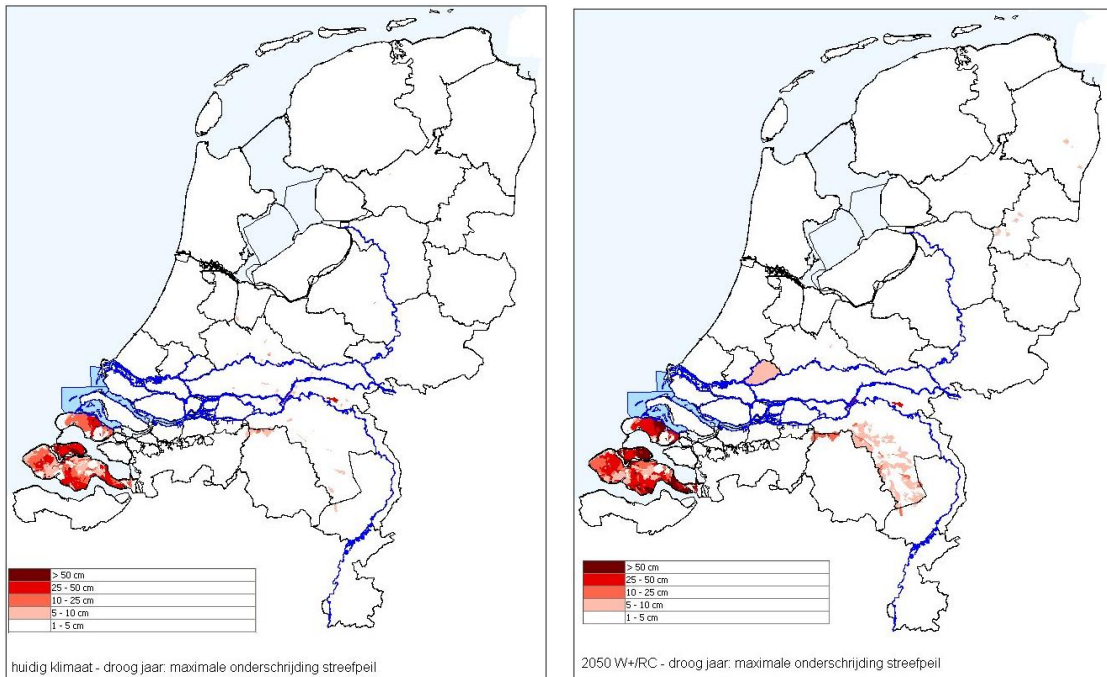 > 50 cm
25 - 50 cm
10 - 25 cm
5 - 10 cm
1 - 5 cm
huidig klimaat - droog jaar: maximale onderschrijding streefpeil
> 50 cm
25 - 50 cm
10 - 25 cm
5 - 10 cm
1 - 5 cm
2050 W+/RC - droog jaar: maximale onderschrijding streefpeil